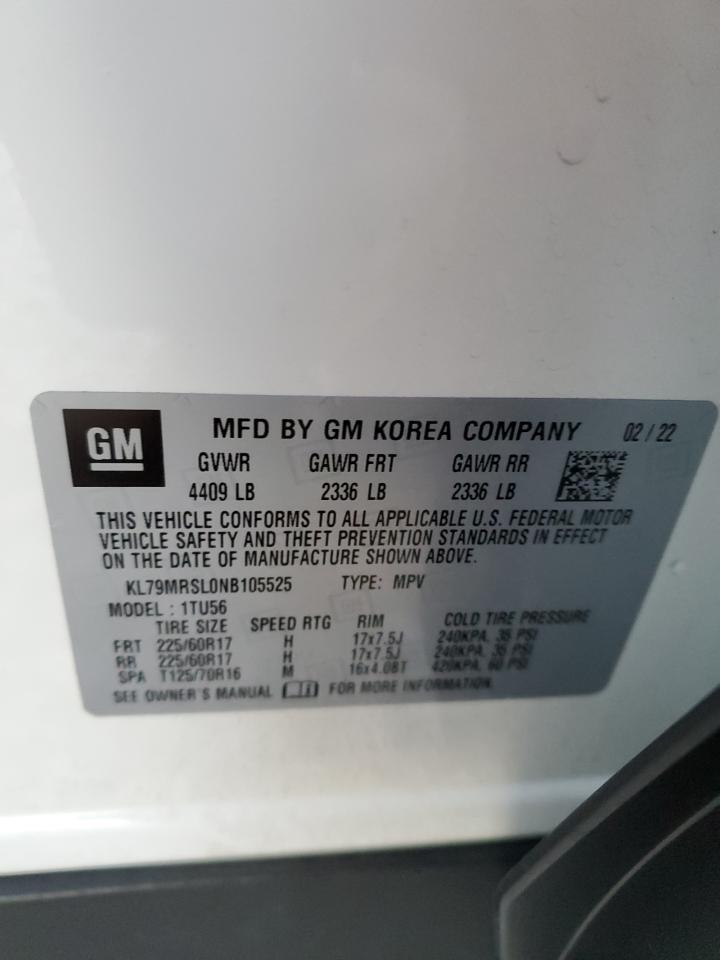 GM MFD BY GM KOREA COMPANY 02 / 22
GVWR GAWR FRT GAWR RR
4409 LB 2336 LB 2336 LB
THIS VEHICLE CONFORMS TO ALL APPLICABLE U.S. FEDERAL MOTOR
VEHICLE SAFETY AND THEFT PREVENTION STANDARDS IN EFFECT
ON THE DATE OF MANUFACTURE SHOWN ABOVE.
KL79MRSL0NB105525 TYPE: MPV
MODEL : 1TU56
TIRE SIZE SPEED RTG RIM COLD TIRE PRESSURE
FRT 225/60R17 H 17x7.5J 240KPA, 35 PSI
RR 225/60R17 H 17x7.5J 240KPA, 35 PSI
SPA T125/70R16 M 16x4.0BT 420KPA, 60 PSI
SEE OWNER'S MANUAL FOR MORE INFORMATION.